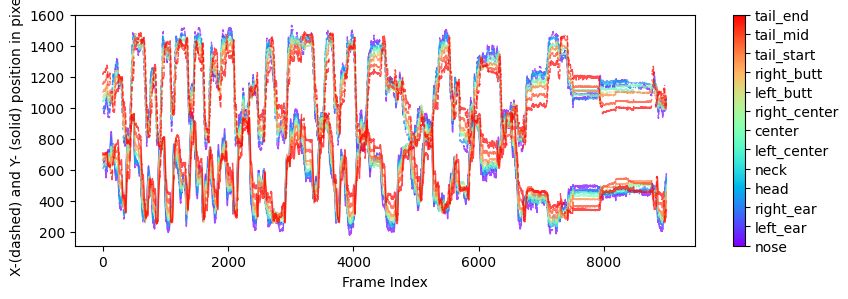 X-(dashed) and Y- (solid) position in pixe
1600
1400
1200
1000
800
600
400
200
0
2000
4000
6000
8000
Frame Index
tail_end
tail_mid
tail_start
right_butt
left_butt
right_center
center
left_center
neck
head
right_ear
left_ear
nose